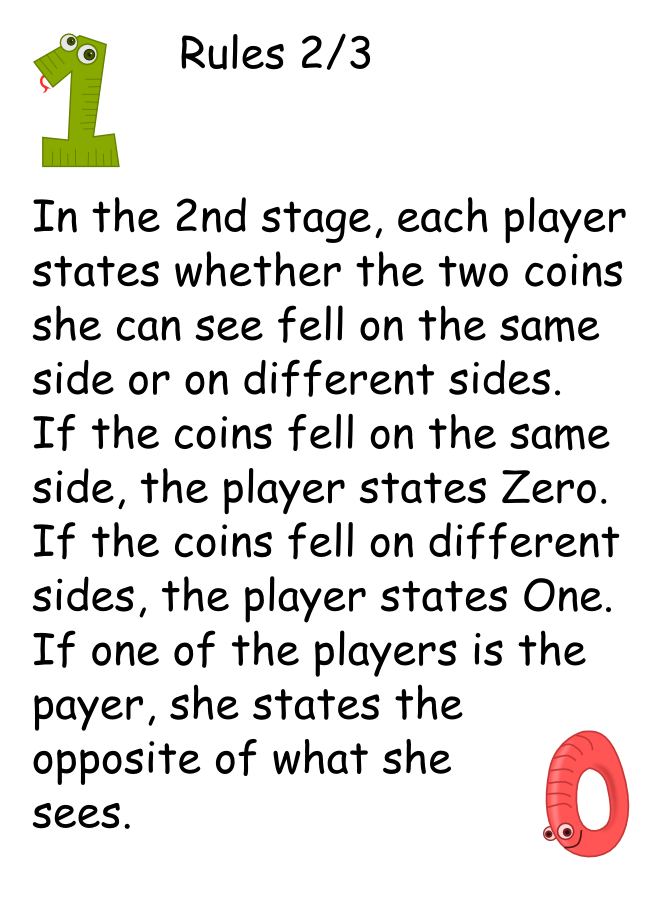 Rules 2/3
In the 2nd stage, each player
states whether the two coins
she can see fell on the same
side or on different sides.
If the coins fell on the same
side, the player states Zero.
If the coins fell on different
sides, the player states One.
If one of the players is the
payer, she states the
opposite of what she
sees.